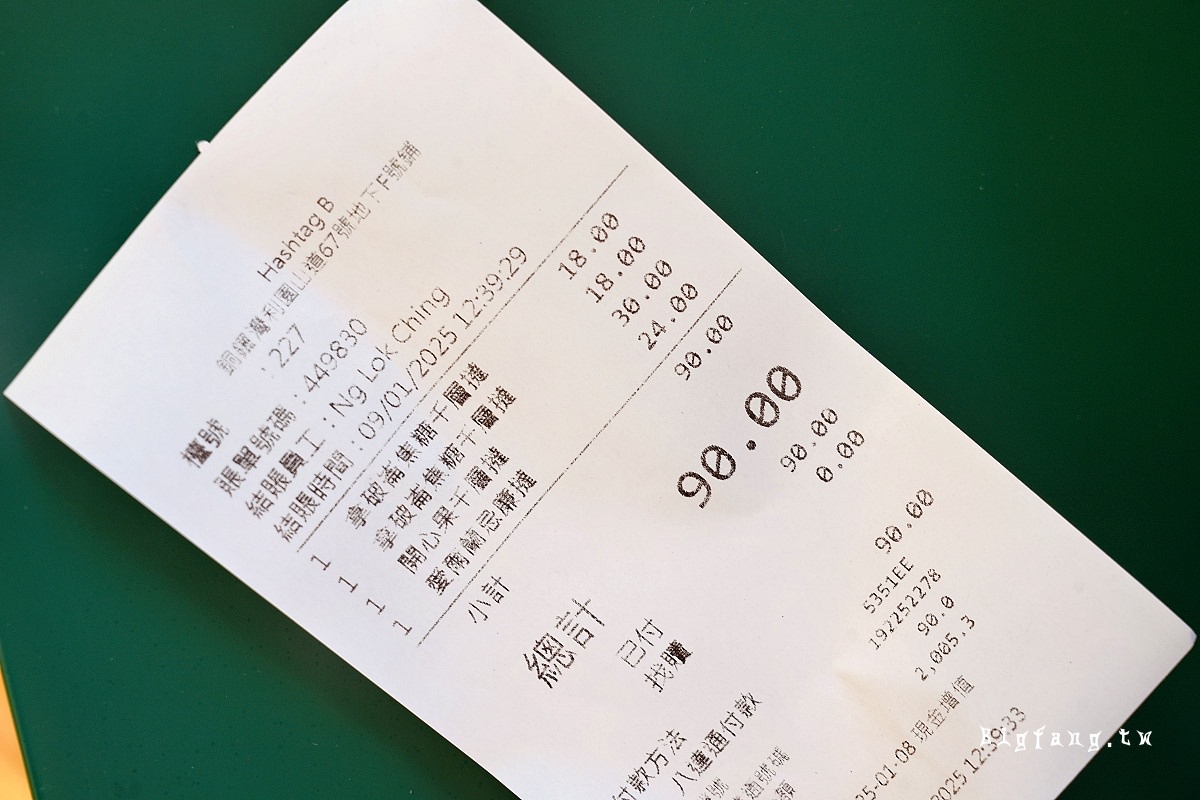 Hashtag B
銅鑼灣利園山道67號地下F號鋪
檯號 : 227
賬單號碼 : 449830
結賬員工 : Ng Lok Ching
結賬時間 : 09/01/2025 12:39:29
1 拿破崙焦糖千層撻 18.00
1 拿破崙焦糖千層撻 18.00
1 開心果千層撻 30.00
1 愛爾蘭忌廉撻 24.00
小計 90.00
總計 90.00
已付 90.00
找贖 0.00
付款方法
八達通付款 90.00
5351EE
192252278
90.0
2,005.3
25-01-08 現金增值
2025 12:39:33
Bigfang.tw